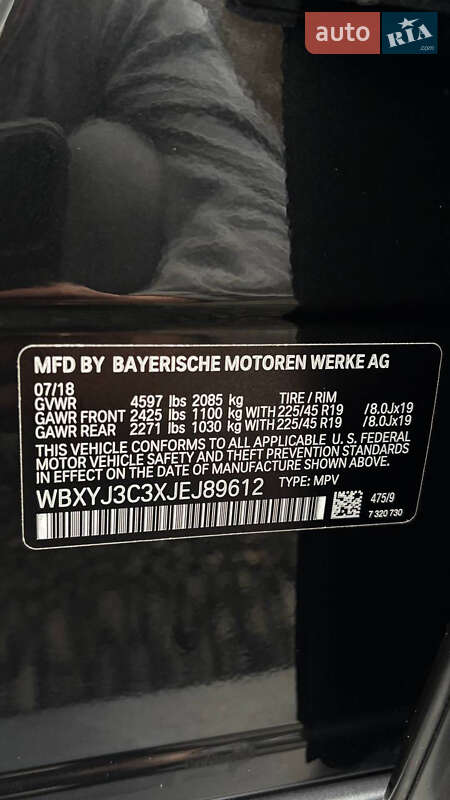 auto RIA.com
MFD BY BAYERISCHE MOTOREN WERKE AG
07/18
GVWR 4597 lbs 2085 kg TIRE / RIM
GAWR FRONT 2425 lbs 1100 kg WITH 225/45 R19 /8.0Jx19
GAWR REAR 2271 lbs 1030 kg WITH 225/45 R19 /8.0Jx19
THIS VEHICLE CONFORMS TO ALL APPLICABLE U. S. FEDERAL
MOTOR VEHICLE SAFETY AND THEFT PREVENTION STANDARDS
IN EFFECT ON THE DATE OF MANUFACTURE SHOWN ABOVE.
WBXYJ3C3XJEJ89612 TYPE: MPV
475/9
7 320 730